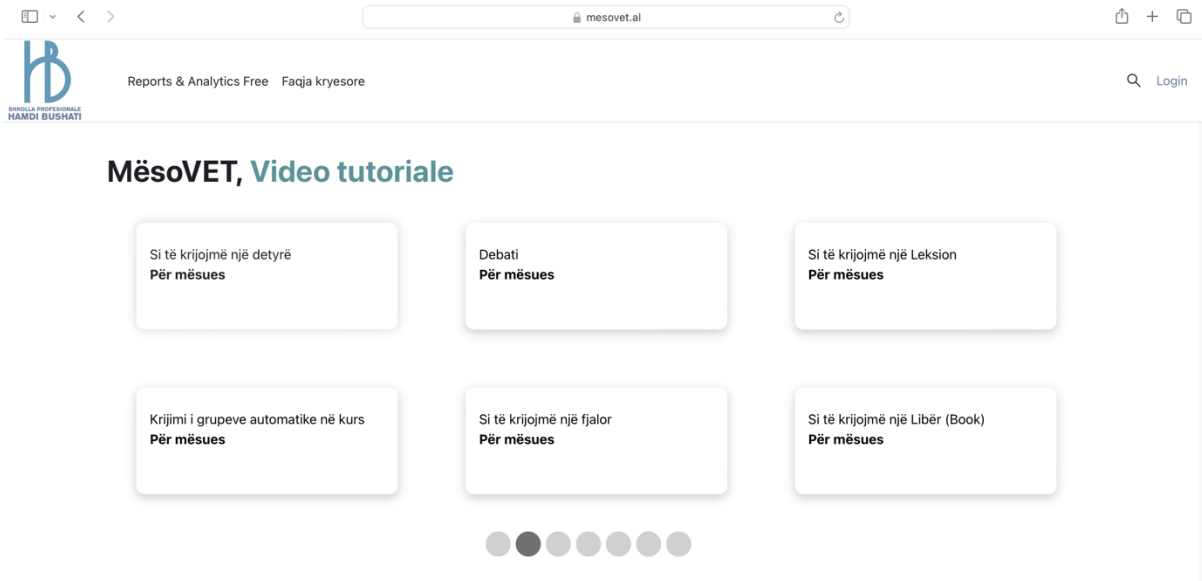 mesovet.al
SHKOLLA PROFESIONALE
HAMDI BUSHATI
Reports & Analytics Free Faqja kryesore
Login
MësoVET, Video tutoriale
Si të krijojmë një detyrë
Për mësues
Debati
Për mësues
Si të krijojmë një Leksion
Për mësues
Krijimi i grupeve automatike në kurs
Për mësues
Si të krijojmë një fjalor
Për mësues
Si të krijojmë një Libër (Book)
Për mësues